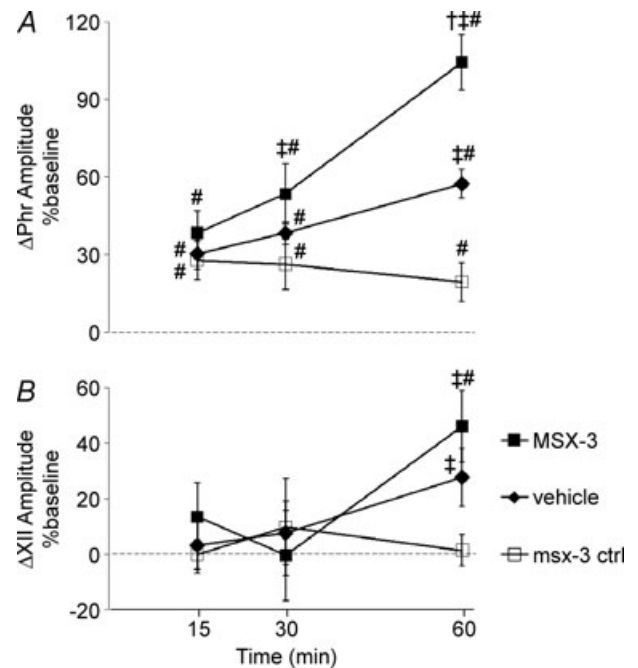 A
120
90
60
30
0
ΔPhr Amplitude
%baseline
#
#
#
‡#
#
#
†‡#
‡#
#
B
60
40
20
0
-20
ΔXII Amplitude
%baseline
‡#
‡
MSX-3
vehicle
msx-3 ctrl
15
30
60
Time (min)